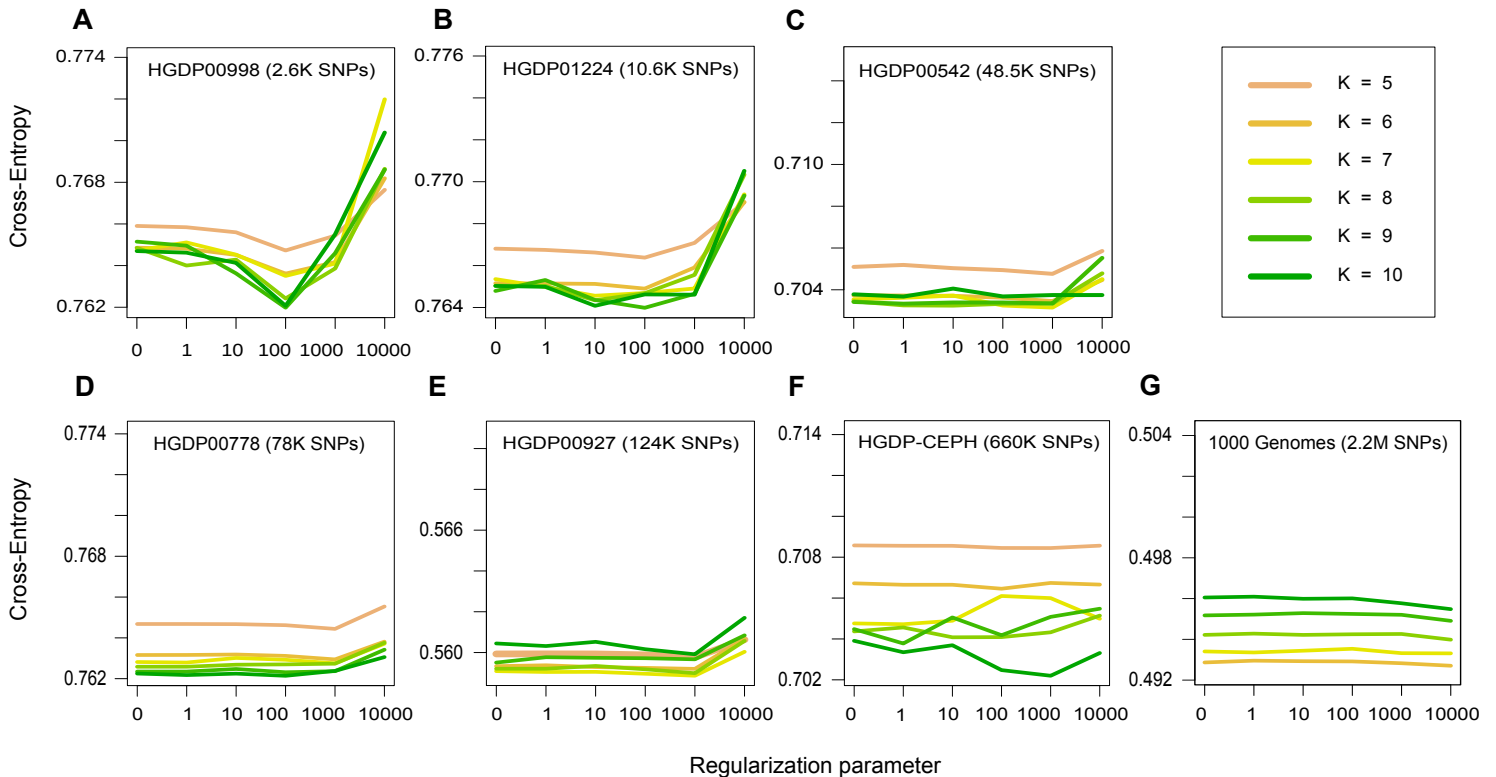 A
B
C
Cross-Entropy
HGDP00998 (2.6K SNPs)
0.774
0.768
0.762
0 1 10 100 1000 10000
HGDP01224 (10.6K SNPs)
0.776
0.770
0.764
0 1 10 100 1000 10000
HGDP00542 (48.5K SNPs)
0.710
0.704
0 1 10 100 1000 10000
K = 5
K = 6
K = 7
K = 8
K = 9
K = 10
D
E
F
G
Cross-Entropy
HGDP00778 (78K SNPs)
0.774
0.768
0.762
0 1 10 100 1000 10000
HGDP00927 (124K SNPs)
0.566
0.560
0 1 10 100 1000 10000
HGDP-CEPH (660K SNPs)
0.714
0.708
0.702
0 1 10 100 1000 10000
1000 Genomes (2.2M SNPs)
0.504
0.498
0.492
0 1 10 100 1000 10000
Regularization parameter